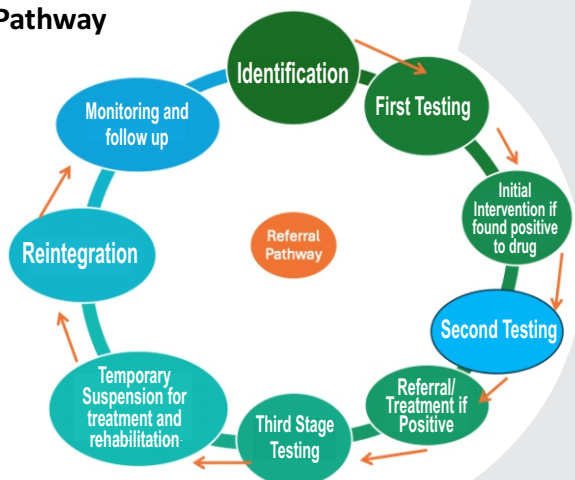 Pathway
Identification
First Testing
Initial
Intervention if
found positive
to drug
Second Testing
Referral/
Treatment if
Positive
Third Stage
Testing
Temporary
Suspension for
treatment and
rehabilitation
Reintegration
Monitoring and
follow up
Referral
Pathway